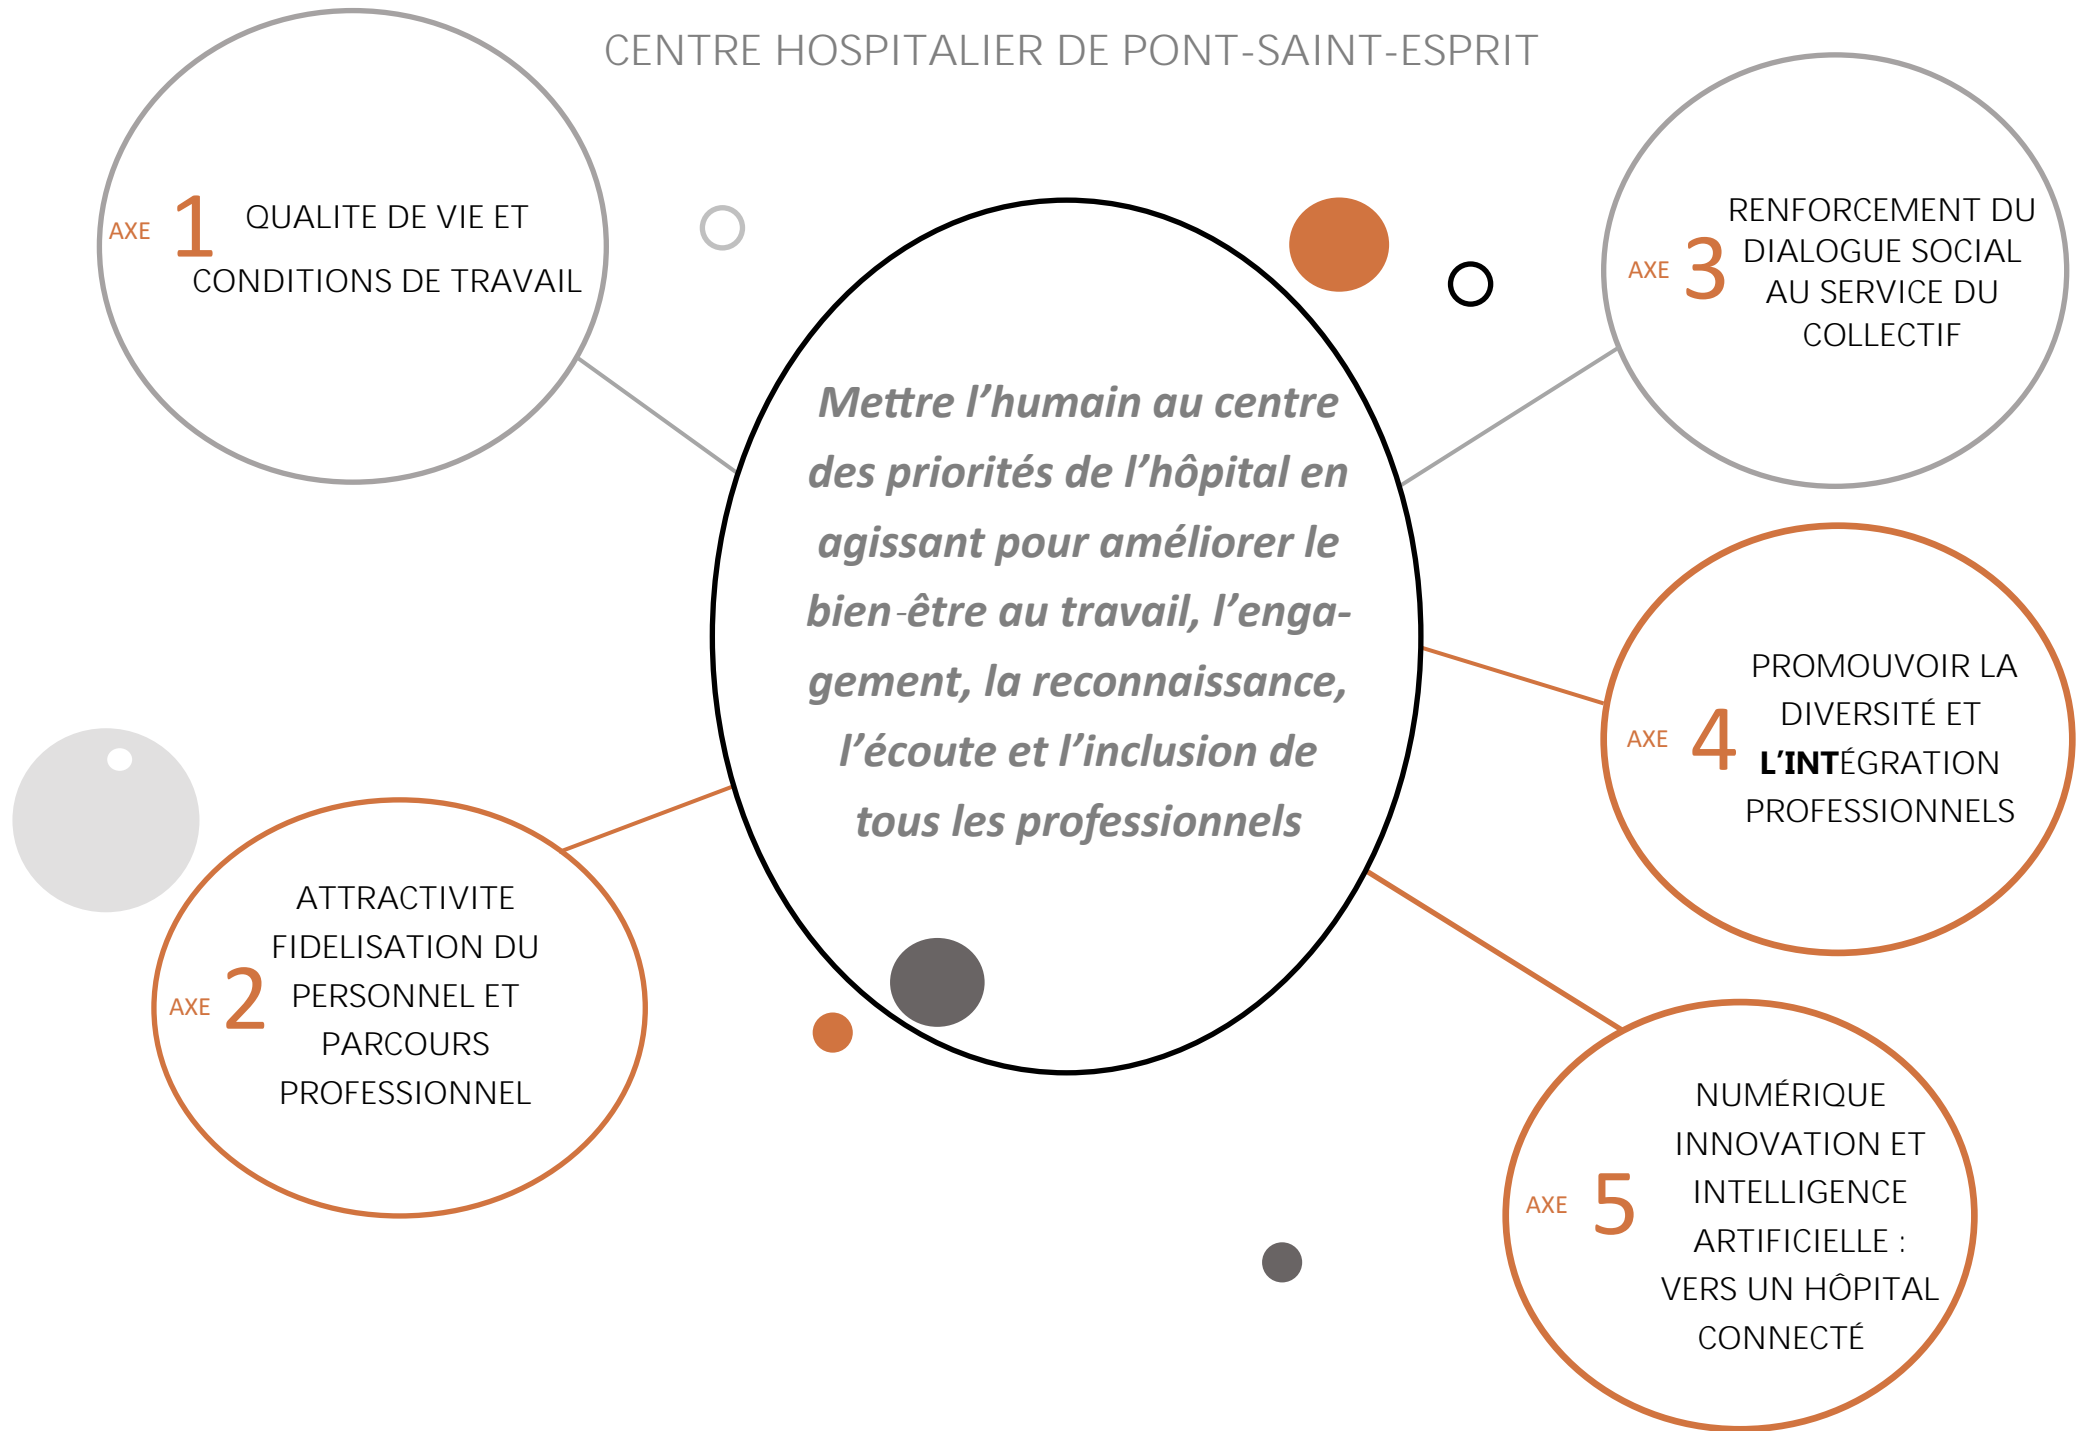 CENTRE HOSPITALIER DE PONT-SAINT-ESPRIT
AXE 1 QUALITE DE VIE ET
CONDITIONS DE TRAVAIL
AXE 2
ATTRACTIVITE
FIDELISATION DU
PERSONNEL ET
PARCOURS
PROFESSIONNEL
Mettre l’humain au centre
des priorités de l’hôpital en
agissant pour améliorer le
bien-être au travail, l’enga-
gement, la reconnaissance,
l’écoute et l’inclusion de
tous les professionnels
AXE 3
RENFORCEMENT DU
DIALOGUE SOCIAL
AU SERVICE DU
COLLECTIF
AXE 4
PROMOUVOIR LA
DIVERSITÉ ET
L’INTÉGRATION
PROFESSIONNELS
AXE 5
NUMÉRIQUE
INNOVATION ET
INTELLIGENCE
ARTIFICIELLE :
VERS UN HÔPITAL
CONNECTÉ